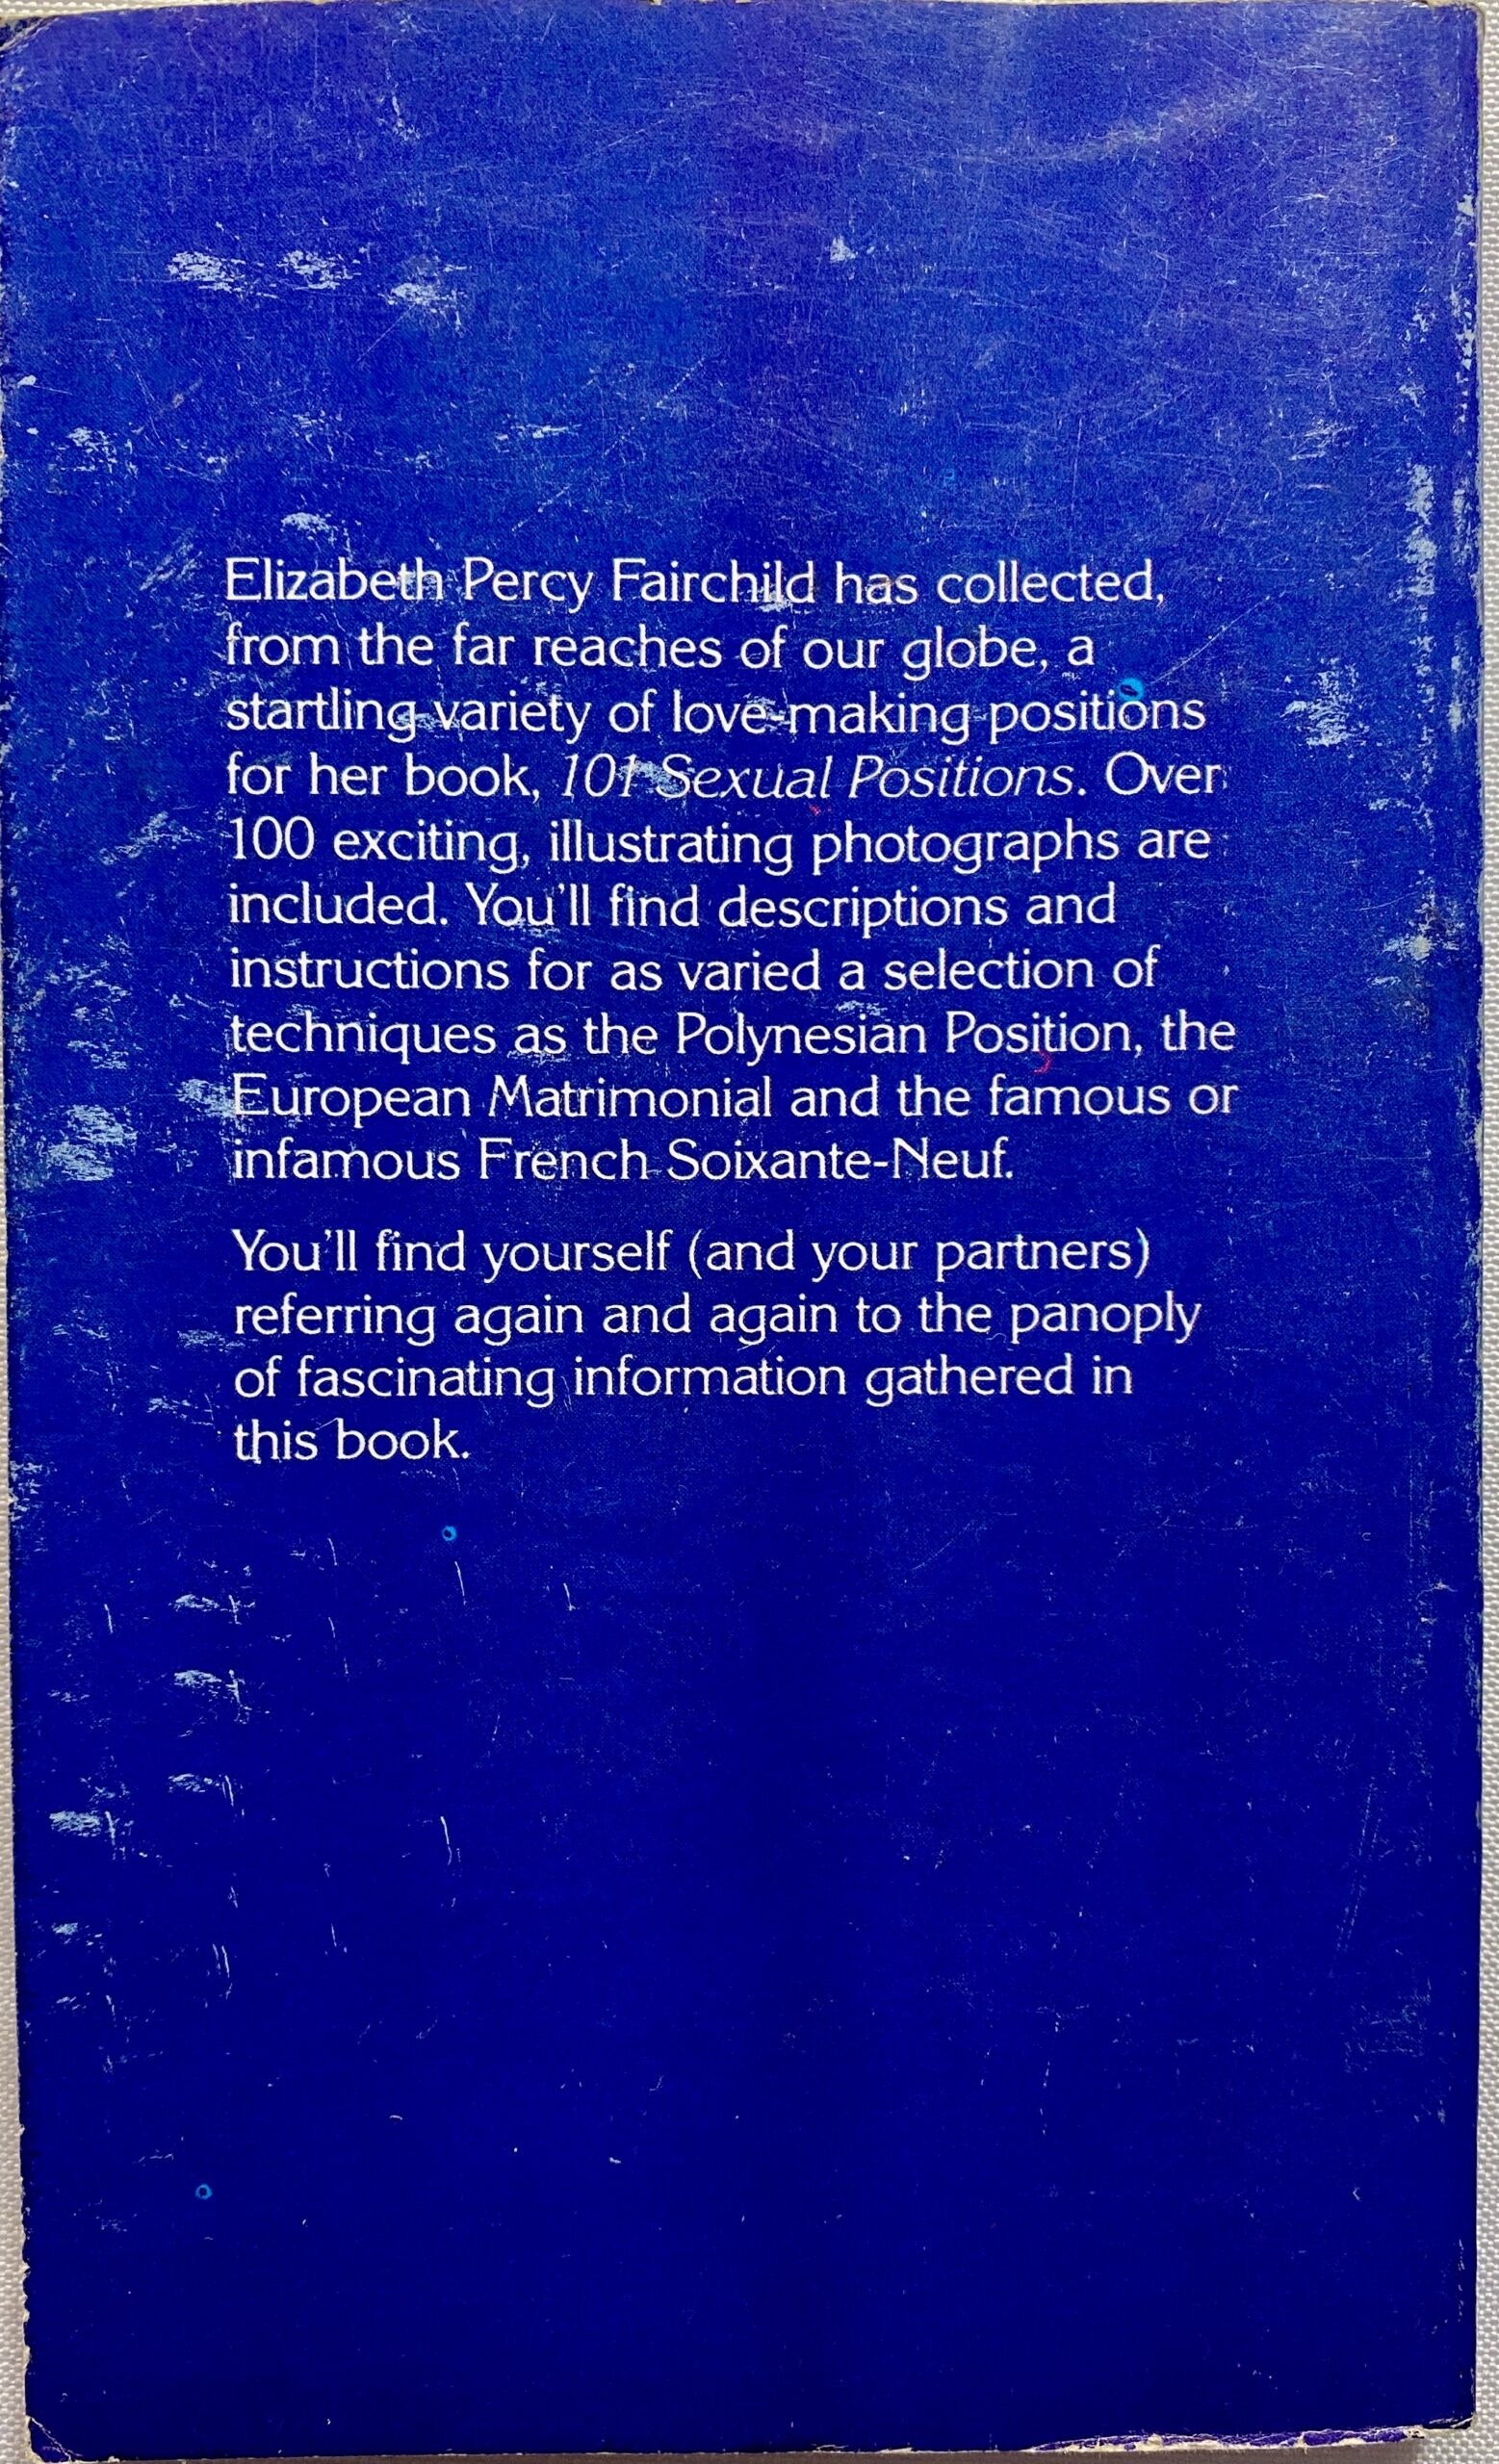 Elizabeth Percy Fairchild has collected,
from the far reaches of our globe, a
startling variety of love-making positions
for her book, 101 Sexual Positions. Over
100 exciting, illustrating photographs are
included. You'll find descriptions and
instructions for as varied a selection of
techniques as the Polynesian Position, the
European Matrimonial and the famous or
infamous French Soixante-Neuf.
You'll find yourself (and your partners)
referring again and again to the panoply
of fascinating information gathered in
this book.